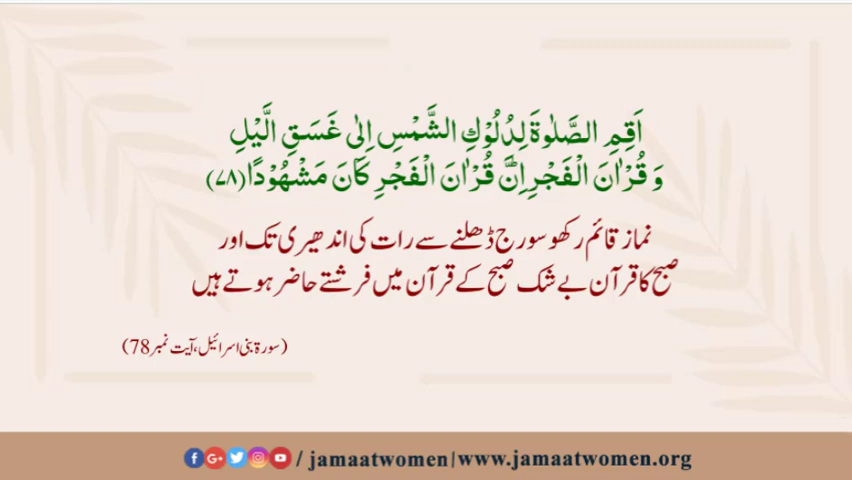 اَقِمِ الصَّلٰوةَ لِدُلُوْكِ الشَّمْسِ اِلٰى غَسَقِ الَّیْلِ
وَ قُرْاٰنَ الْفَجْرِؕ اِنَّ قُرْاٰنَ الْفَجْرِ كَانَ مَشْهُوْدًا(۷۸)
نماز قائم رکھو سورج ڈھلنے سے رات کی اندھیری تک اور
صبح کا قرآن بے شک صبح کے قرآن میں فرشتے حاضر ہوتے ہیں
(سورۃ بنی اسرائیل، آیت نمبر 78)
/ jamaatwomen|www.jamaatwomen.org